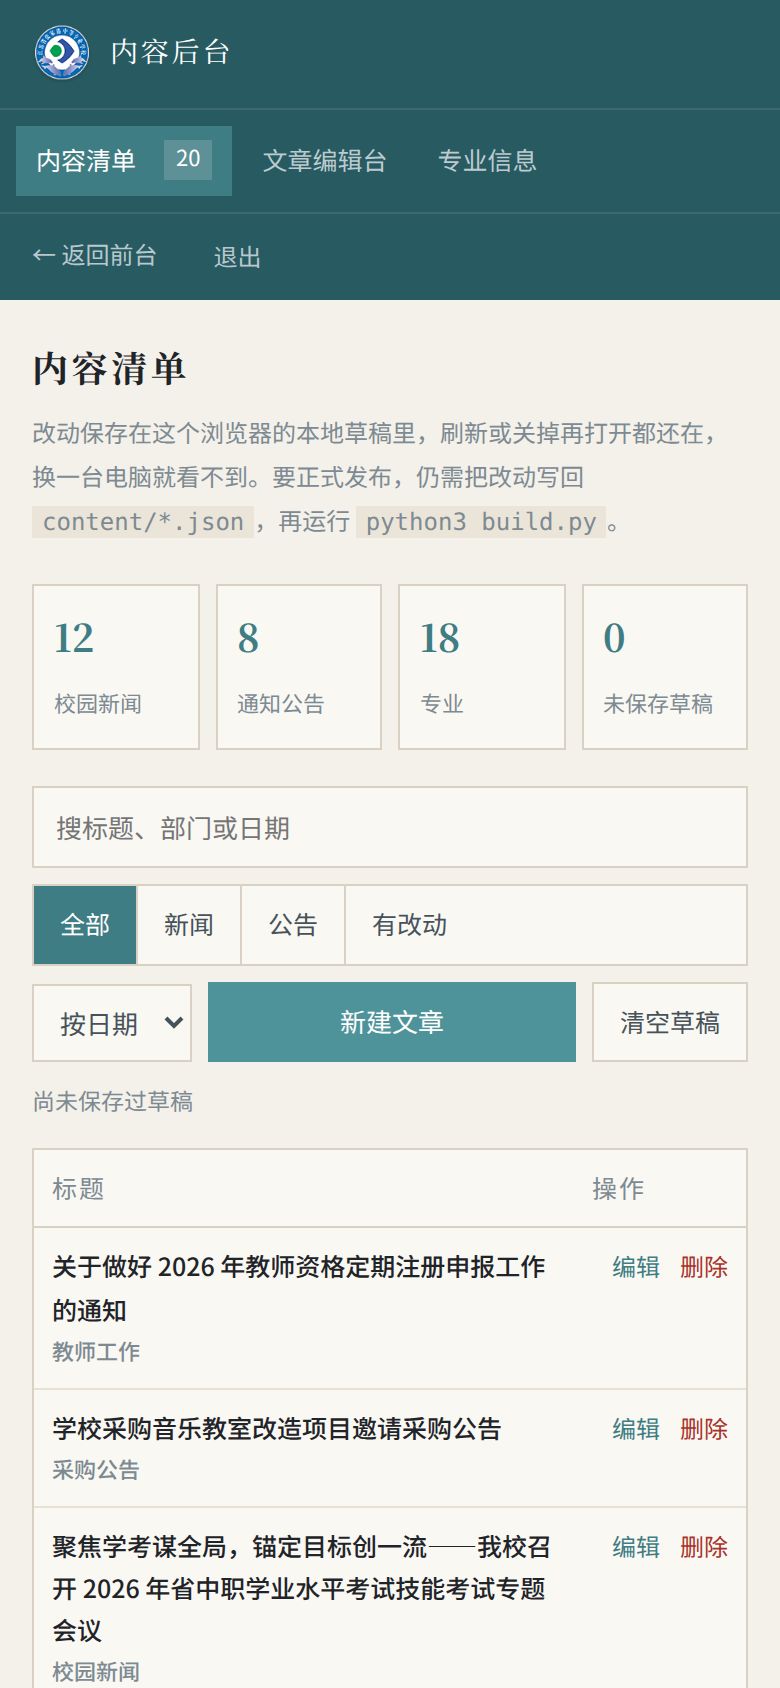 内容后台
内容清单 20 文章编辑台 专业信息
← 返回前台 退出
内容清单
改动保存在这个浏览器的本地草稿里，刷新或关掉再打开都还在，
换一台电脑就看不到。要正式发布，仍需把改动写回
content/*.json，再运行 python3 build.py。
12 8 18 0
校园新闻 通知公告 专业 未保存草稿
搜标题、部门或日期
全部 新闻 公告 有改动
按日期 新建文章 清空草稿
尚未保存过草稿
标题 操作
关于做好 2026 年教师资格定期注册申报工作 编辑 删除
的通知
教师工作
学校采购音乐教室改造项目邀请采购公告 编辑 删除
采购公告
聚焦学考谋全局，锚定目标创一流——我校召 编辑 删除
开 2026 年省中职学业水平考试技能考试专题
会议
校园新闻